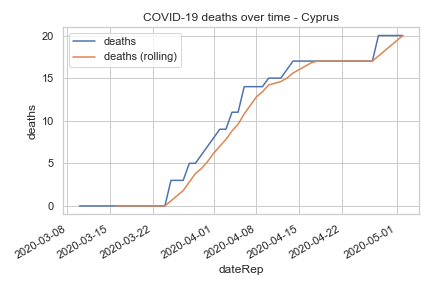 COVID-19 deaths over time - Cyprus
deaths
deaths (rolling)
20
15
10
5
0
deaths
2020-03-08
2020-03-15
2020-03-22
2020-04-01
2020-04-08
2020-04-15
2020-04-22
2020-05-01
dateRep